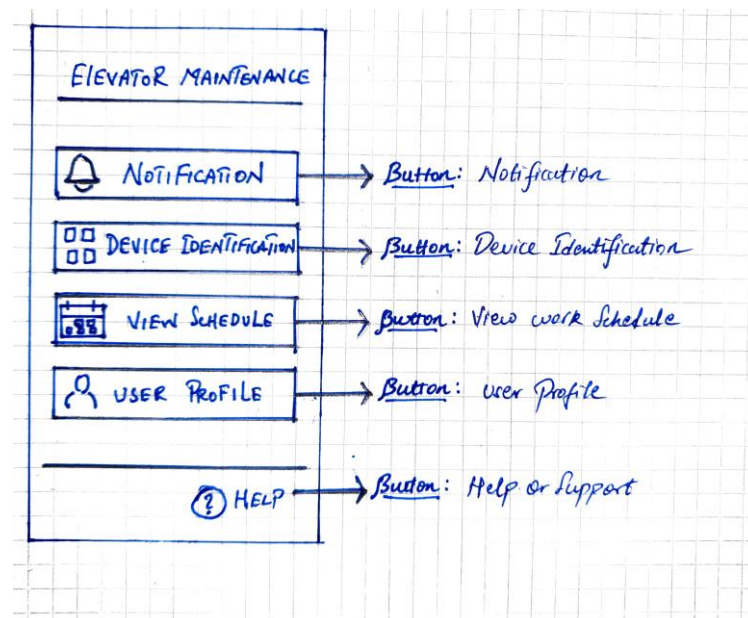 ELEVATOR MAINTENANCE
NOTIFICATION
Button: Notification
DEVICE IDENTIFICATION
Button: Device Identification
VIEW SCHEDULE
Button: View work Schedule
USER PROFILE
Button: user Profile
? HELP
Button: Help or Support